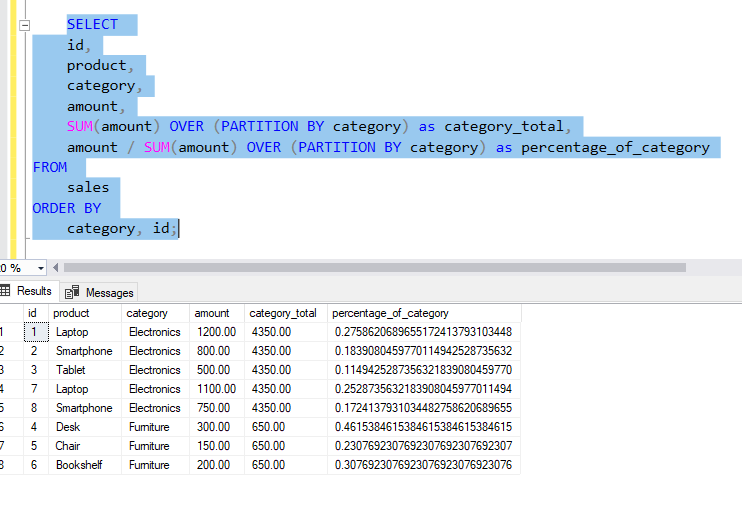 SELECT
id,
product,
category,
amount,
SUM(amount) OVER (PARTITION BY category) as category_total,
amount / SUM(amount) OVER (PARTITION BY category) as percentage_of_category
FROM
sales
ORDER BY
category, id;
0 %
Results Messages
id product category amount category_total percentage_of_category
1 1 Laptop Electronics 1200.00 4350.00 0.2758620689655172413793103448
2 2 Smartphone Electronics 800.00 4350.00 0.1839080459770114942528735632
3 3 Tablet Electronics 500.00 4350.00 0.1149425287356321839080459770
4 7 Laptop Electronics 1100.00 4350.00 0.2528735632183908045977011494
5 8 Smartphone Electronics 750.00 4350.00 0.172413793103448275862068965​5
6 4 Desk Furniture 300.00 650.00 0.4615384615384615384615384615
7 5 Chair Furniture 150.00 650.00 0.2307692307692307692307692307
8 6 Bookshelf Furniture 200.00 650.00 0.3076923076923076923076923076